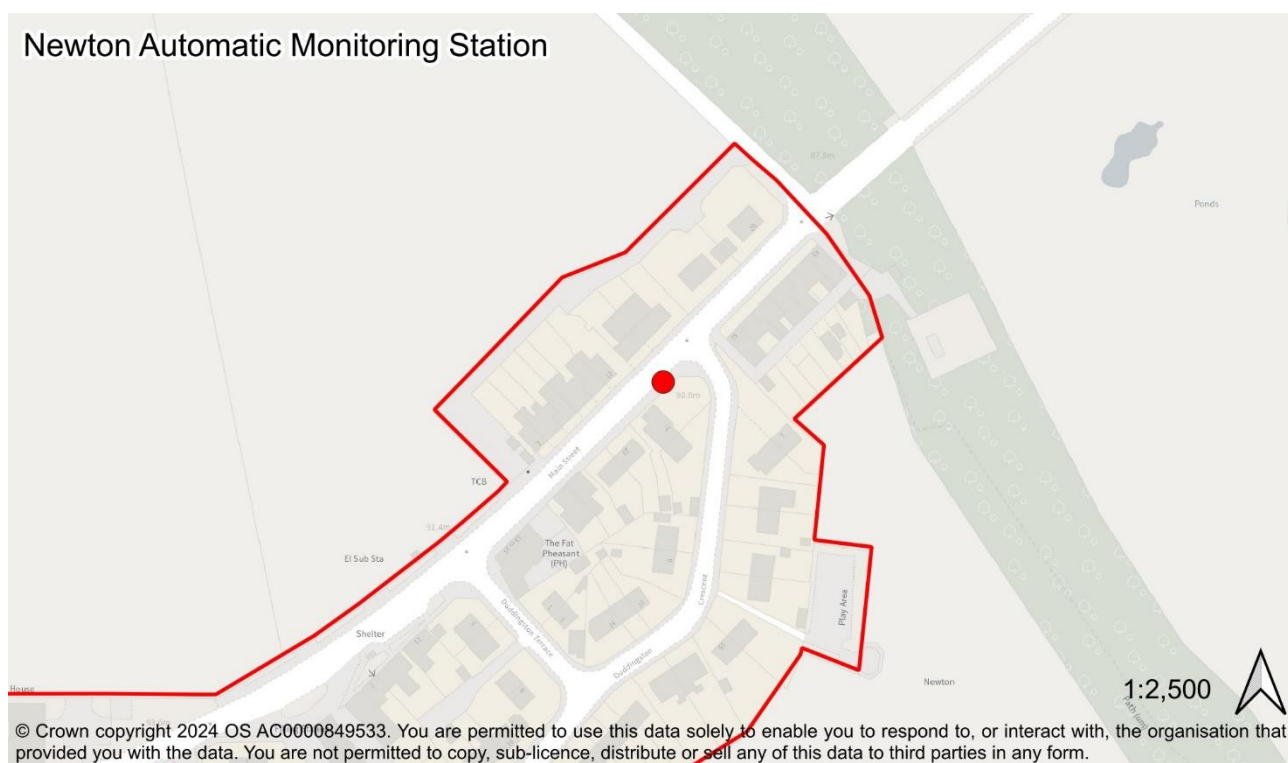 Newton Automatic Monitoring Station
87.8m
Ponds
90.0m
Main Street
TCB
91.4m
El Sub Sta
The Fat
Pheasant
(PH)
Shelter
Duddingston Terrace
Duddingston
Crescent
Play Area
House
Newton
Path (um)
1:2,500
© Crown copyright 2024 OS AC0000849533. You are permitted to use this data solely to enable you to respond to, or interact with, the organisation that
provided you with the data. You are not permitted to copy, sub-licence, distribute or sell any of this data to third parties in any form.